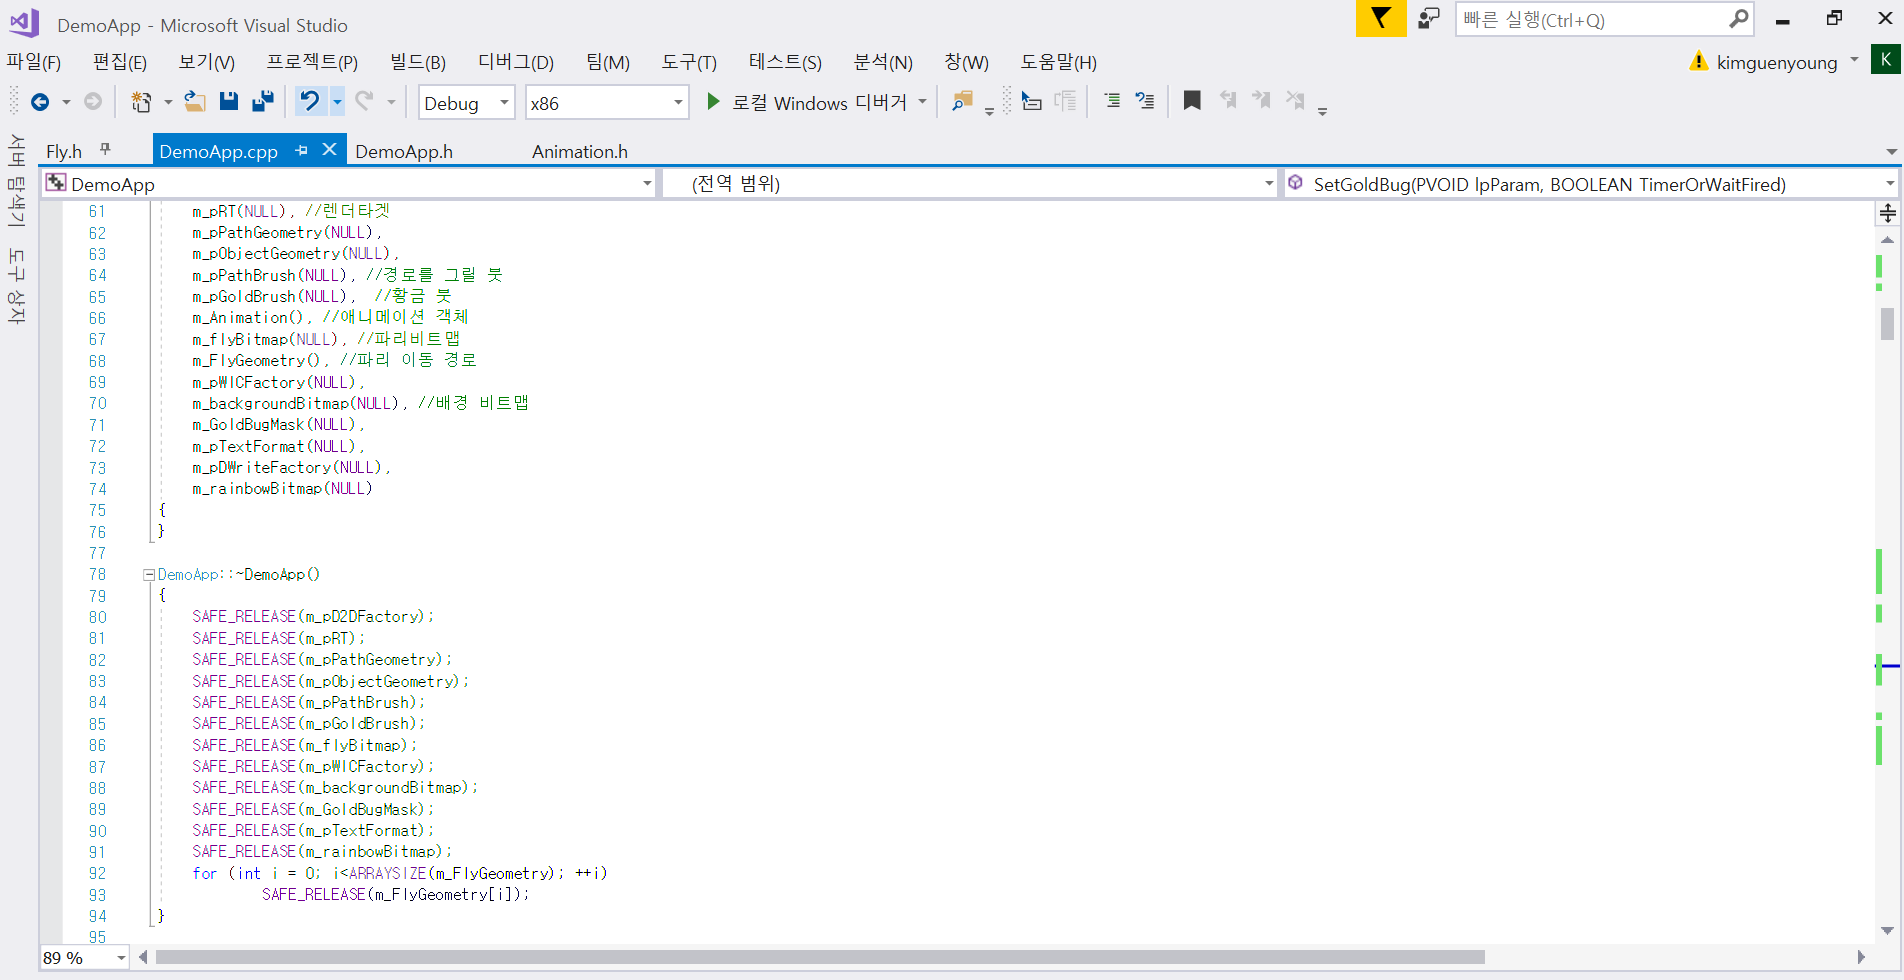 DemoApp - Microsoft Visual Studio
빠른 실행(Ctrl+Q)
파일(F) 편집(E) 보기(V) 프로젝트(P) 빌드(B) 디버그(D) 팀(M) 도구(T) 테스트(S) 분석(N) 창(W) 도움말(H)
kimguenyoung K
Debug x86 로컬 Windows 디버거
서버 탐색기
도구 상자
Fly.h DemoApp.cpp DemoApp.h Animation.h
DemoApp (전역 범위) SetGoldBug(PVOID lpParam, BOOLEAN TimerOrWaitFired)
61 m_pRT(NULL), //렌더타겟
62 m_pPathGeometry(NULL),
63 m_pObjectGeometry(NULL),
64 m_pPathBrush(NULL), //경로를 그릴 붓
65 m_pGoldBrush(NULL), //황금 붓
66 m_Animation(), //애니메이션 객체
67 m_flyBitmap(NULL), //파리비트맵
68 m_FlyGeometry(), //파리 이동 경로
69 m_pWICFactory(NULL),
70 m_backgroundBitmap(NULL), //배경 비트맵
71 m_GoldBugMask(NULL),
72 m_pTextFormat(NULL),
73 m_pDWriteFactory(NULL),
74 m_rainbowBitmap(NULL)
75 {
76 }
77
78 DemoApp::~DemoApp()
79 {
80 SAFE_RELEASE(m_pD2DFactory);
81 SAFE_RELEASE(m_pRT);
82 SAFE_RELEASE(m_pPathGeometry);
83 SAFE_RELEASE(m_pObjectGeometry);
84 SAFE_RELEASE(m_pPathBrush);
85 SAFE_RELEASE(m_pGoldBrush);
86 SAFE_RELEASE(m_flyBitmap);
87 SAFE_RELEASE(m_pWICFactory);
88 SAFE_RELEASE(m_backgroundBitmap);
89 SAFE_RELEASE(m_GoldBugMask);
90 SAFE_RELEASE(m_pTextFormat);
91 SAFE_RELEASE(m_rainbowBitmap);
92 for (int i = 0; i<ARRAYSIZE(m_FlyGeometry); ++i)
93 SAFE_RELEASE(m_FlyGeometry[i]);
94 }
95
89 %